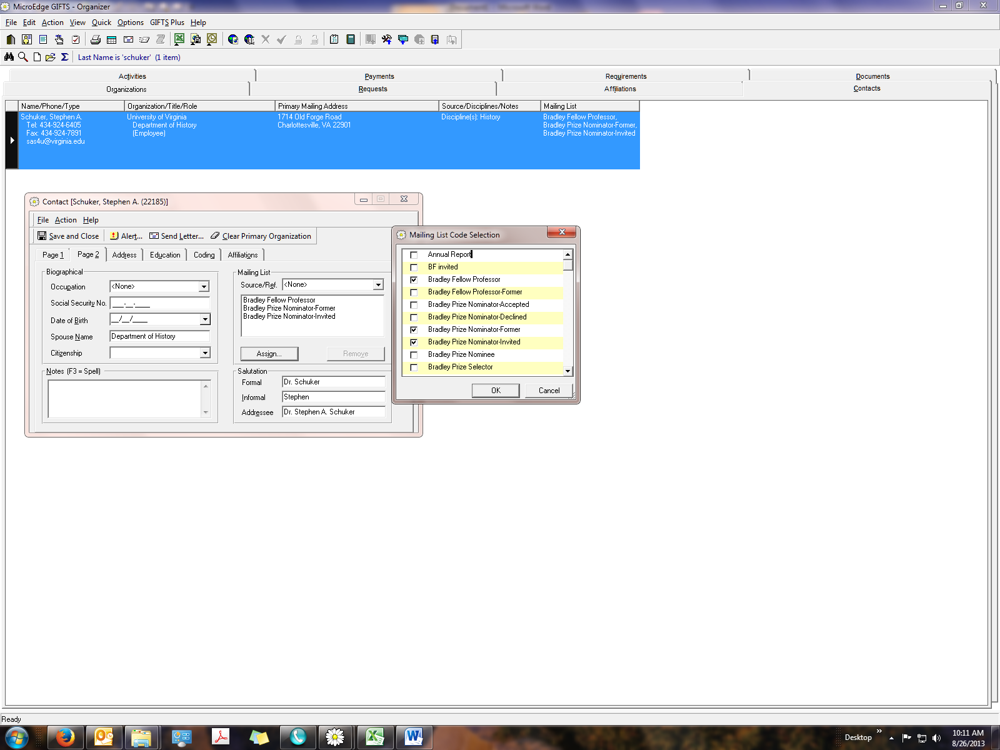 MicroEdge GIFTS - Organizer
File Edit Action View Quick Options GIFTS Plus Help
Last Name is 'schuker' (1 item)
Activities Payments Requirements Documents
Organizations Requests Affiliations Contacts
Name/Phone/Type Organization/Title/Role Primary Mailing Address Source/Disciplines/Notes Mailing List
Schuker, Stephen A. University of Virginia 1714 Old Forge Road Discipline(s): History Bradley Fellow Professor,
Tel: 434-924-6405 Department of History Charlottesville, VA 22901 Bradley Prize Nominator-Former,
Fax: 434-924-7891 (Employee) Bradley Prize Nominator-Invited
sas4u@virginia.edu
Contact [Schuker, Stephen A. (22185)]
File Action Help
Save and Close Alert... Send Letter... Clear Primary Organization
Page 1 Page 2 Address Education Coding Affiliations
Biographical
Occupation <None>
Social Security No. ___-__-____
Date of Birth __/__/____
Spouse Name Department of History
Citizenship
Notes (F3 = Spell)
Mailing List
Source/Ref. <None>
Bradley Fellow Professor
Bradley Prize Nominator-Former
Bradley Prize Nominator-Invited
Assign... Remove
Salutation
Formal Dr. Schuker
Informal Stephen
Addressee Dr. Stephen A. Schuker
Mailing List Code Selection
Annual Report
BF invited
Bradley Fellow Professor
Bradley Fellow Professor-Former
Bradley Prize Nominator-Accepted
Bradley Prize Nominator-Declined
Bradley Prize Nominator-Former
Bradley Prize Nominator-Invited
Bradley Prize Nominee
Bradley Prize Selector
OK Cancel
Ready
Desktop
10:11 AM
8/26/2013